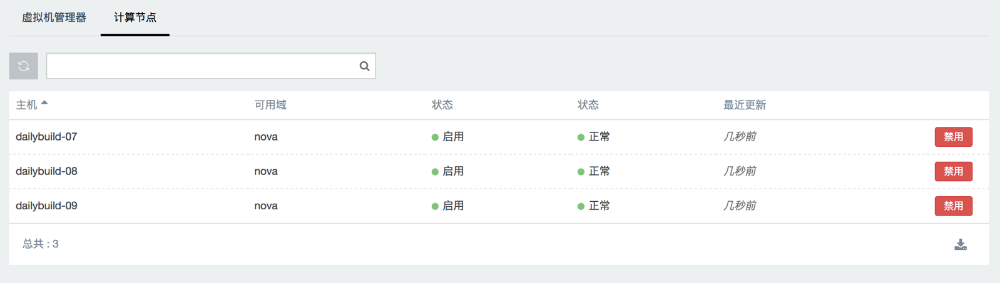 虚拟机管理器 计算节点
主机 可用域 状态 状态 最近更新
dailybuild-07 nova 启用 正常 几秒前 禁用
dailybuild-08 nova 启用 正常 几秒前 禁用
dailybuild-09 nova 启用 正常 几秒前 禁用
总共 : 3